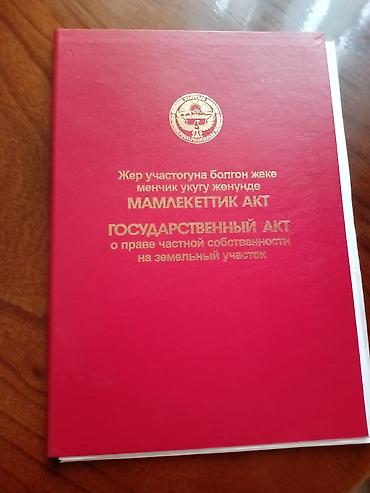 Жер участогуна болгон жеке
менчик укугу жөнүндө
МАМЛЕКЕТТИК АКТ
ГОСУДАРСТВЕННЫЙ АКТ
о праве частной собственности
на земельный участок